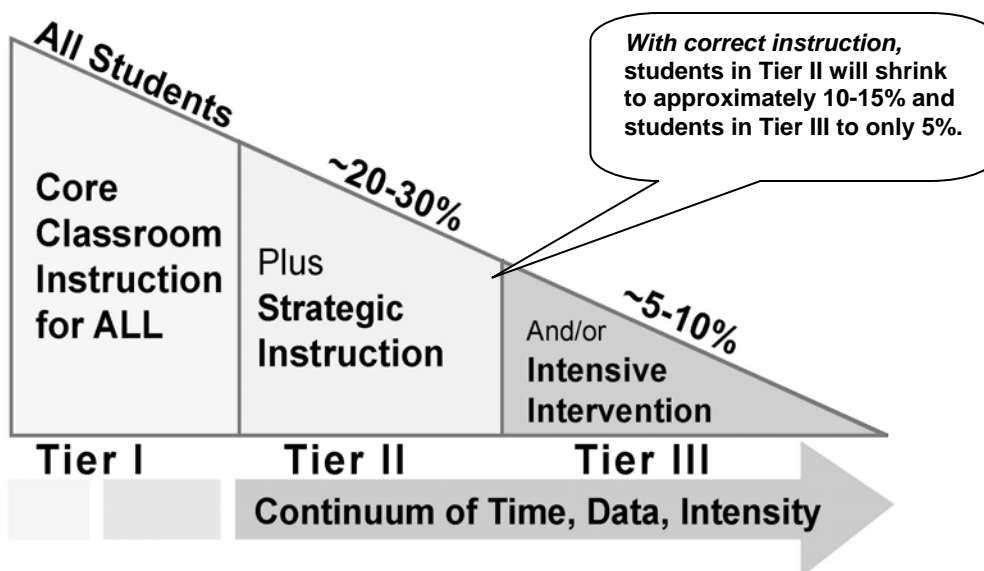 All Students
With correct instruction,
students in Tier II will shrink
to approximately 10-15% and
students in Tier III to only 5%.
Core
Classroom
Instruction
for ALL
~20-30%
Plus
Strategic
Instruction
~5-10%
And/or
Intensive
Intervention
Tier I
Tier II
Tier III
Continuum of Time, Data, Intensity